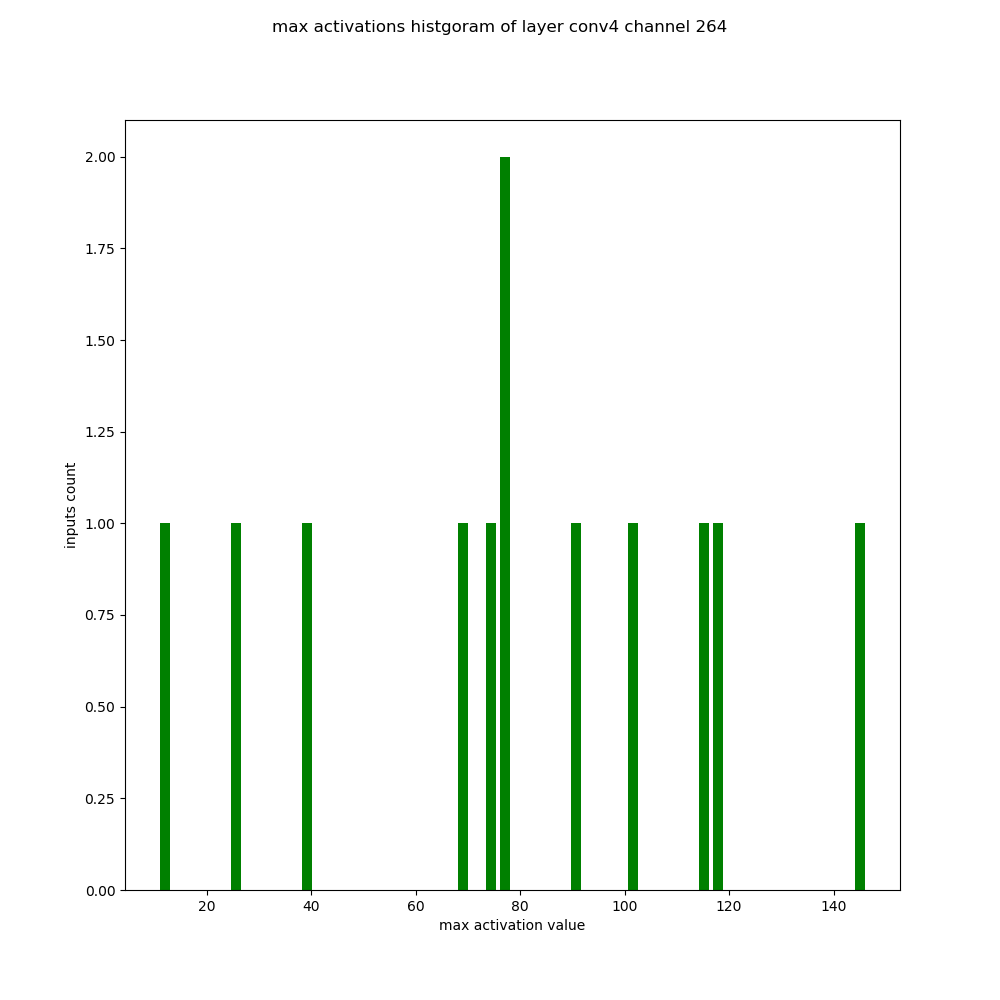 max activations histgoram of layer conv4 channel 264
2.00
1.75
1.50
1.25
1.00
0.75
0.50
0.25
0.00
inputs count
20 40 60 80 100 120 140
max activation value